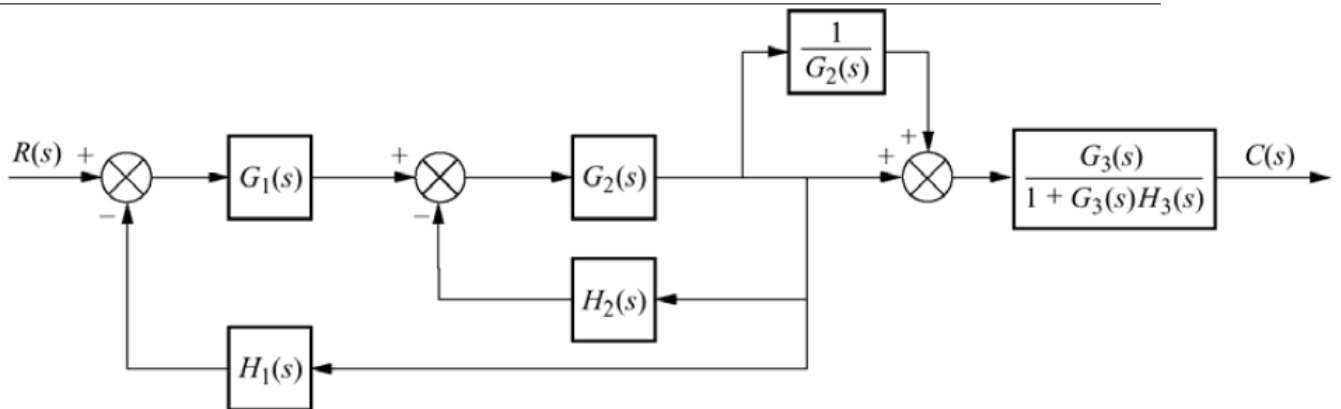 1
G₂(s)
R(s) +
G₁(s)
+
G₂(s)
+
+
G₃(s)
1 + G₃(s)H₃(s)
C(s)
−
−
H₂(s)
H₁(s)